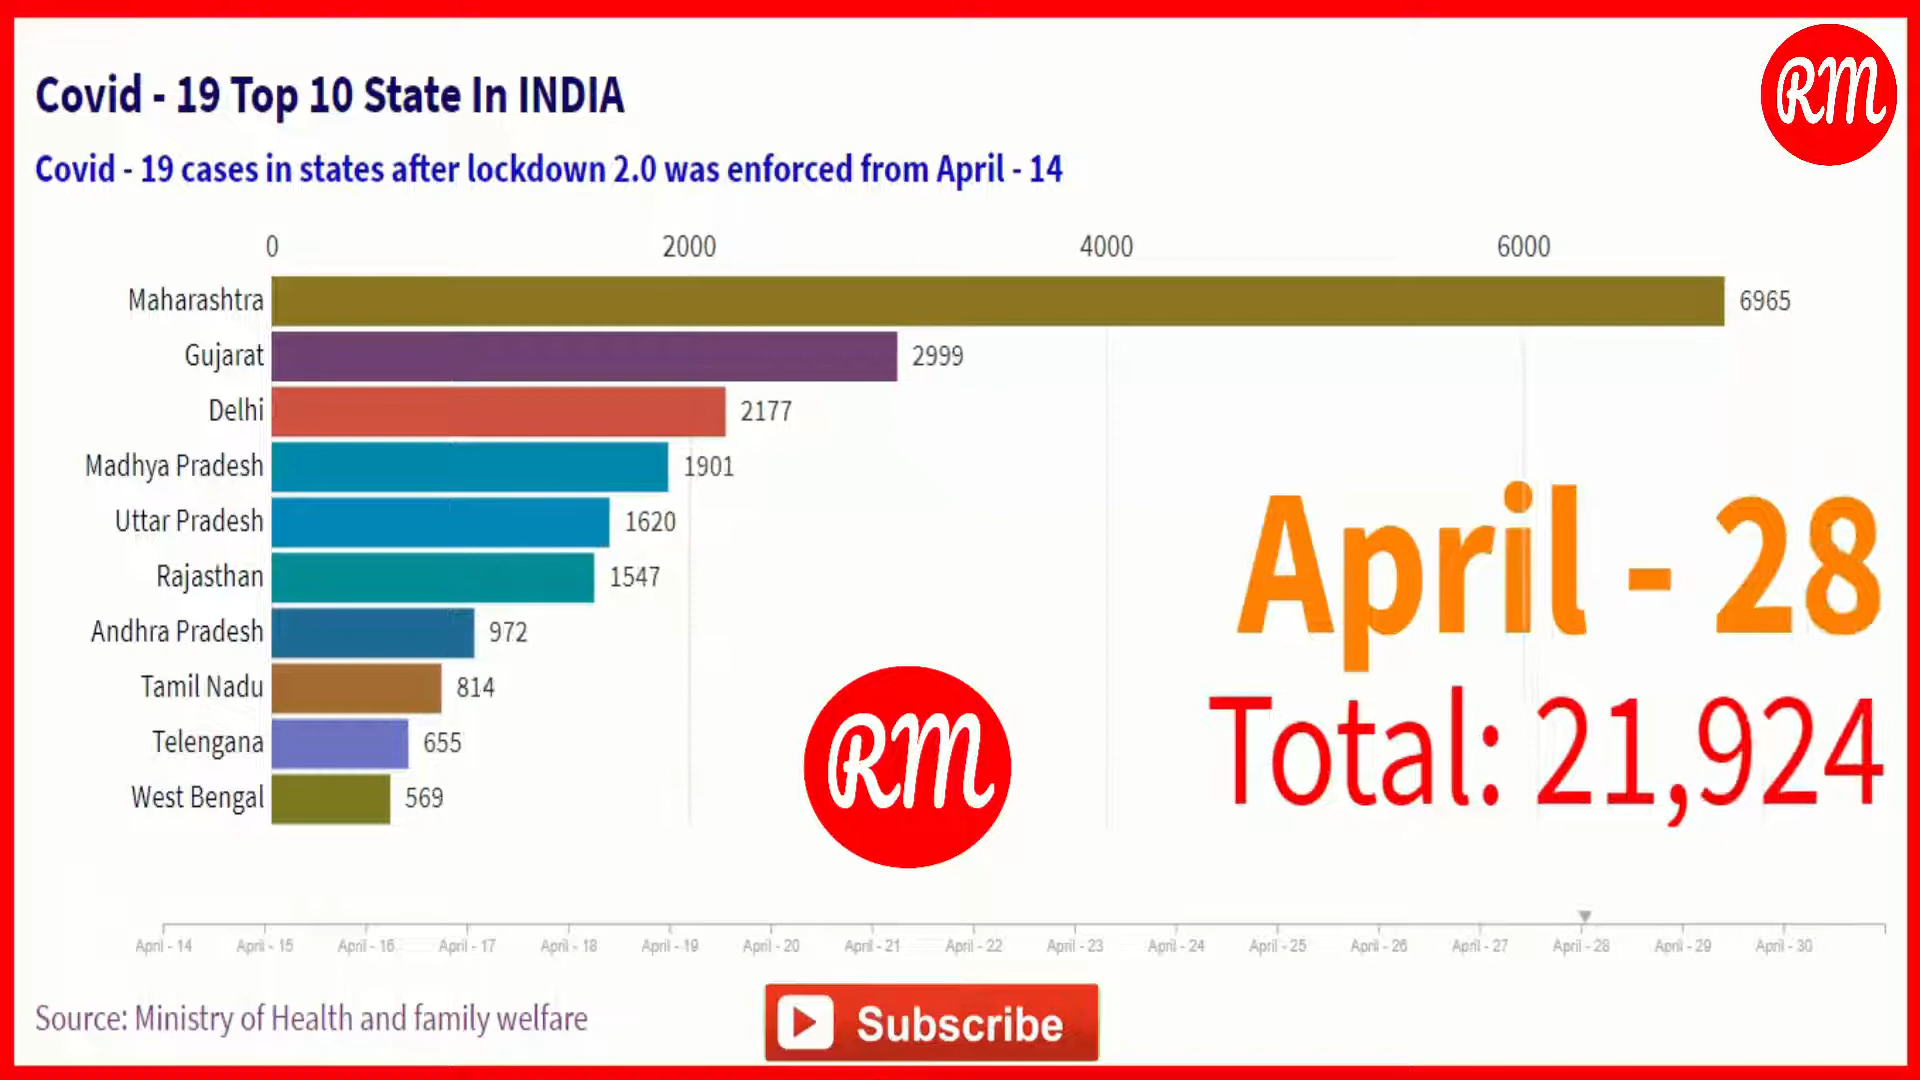 RM
Covid - 19 Top 10 State In INDIA
Covid - 19 cases in states after lockdown 2.0 was enforced from April - 14
0 2000 4000 6000
Maharashtra 6965
Gujarat 2999
Delhi 2177
Madhya Pradesh 1901
Uttar Pradesh 1620
Rajasthan 1547
Andhra Pradesh 972
Tamil Nadu 814
Telengana 655
West Bengal 569
April - 28
Total: 21,924
RM
April - 14 April - 15 April - 16 April - 17 April - 18 April - 19 April - 20 April - 21 April - 22 April - 23 April - 24 April - 25 April - 26 April - 27 April - 28 April - 29 April - 30
Source: Ministry of Health and family welfare
Subscribe